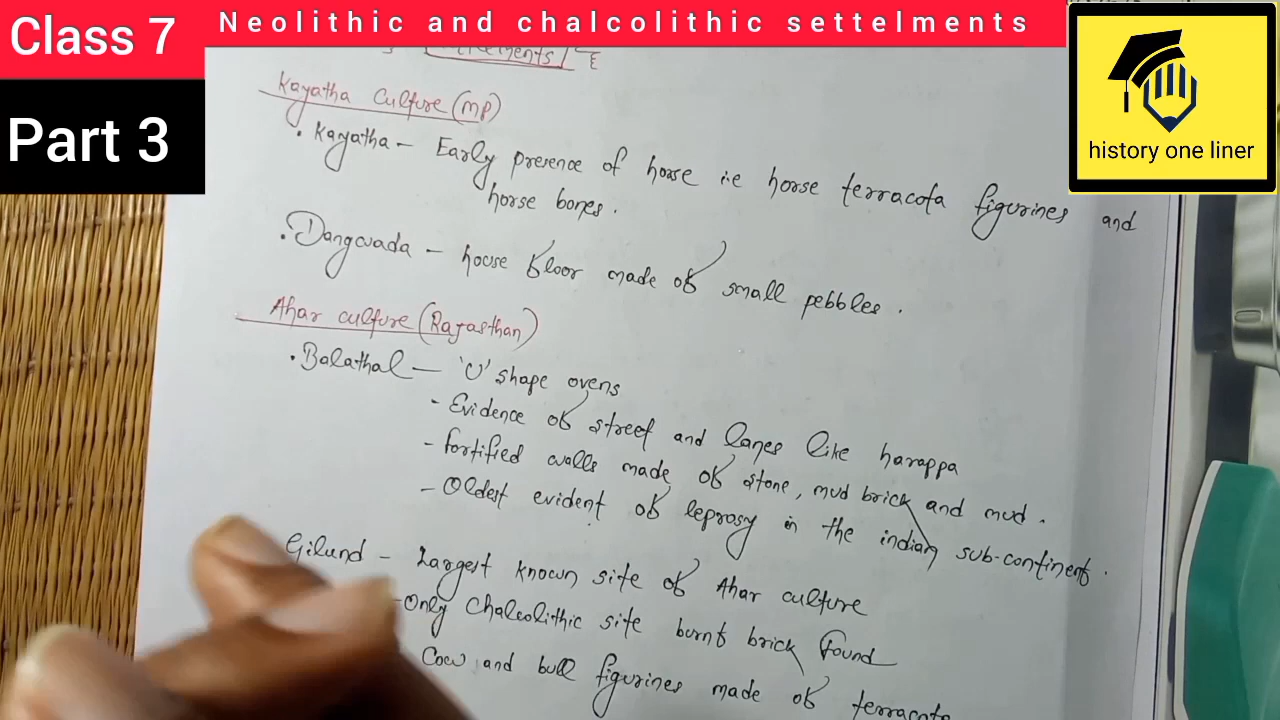 Class 7
Neolithic and chalcolithic settelments
Part 3
history one liner
Kayatha Culture (MP)
• Kayatha – Early presence of horse i.e horse terracota figurines and
horse bones.
• Dangwada – house floor made of small pebbles.
Ahar culture (Rajasthan)
• Balathal – 'U' shape ovens
- Evidence of street and lanes like harappa
- fortified walls made of stone, mud brick and mud.
- Oldest evident of leprosy in the indian sub-continent.
Gilund – Largest known site of Ahar culture
- Only Chalcolithic site burnt brick found
Cow and bull figurines made of terracota